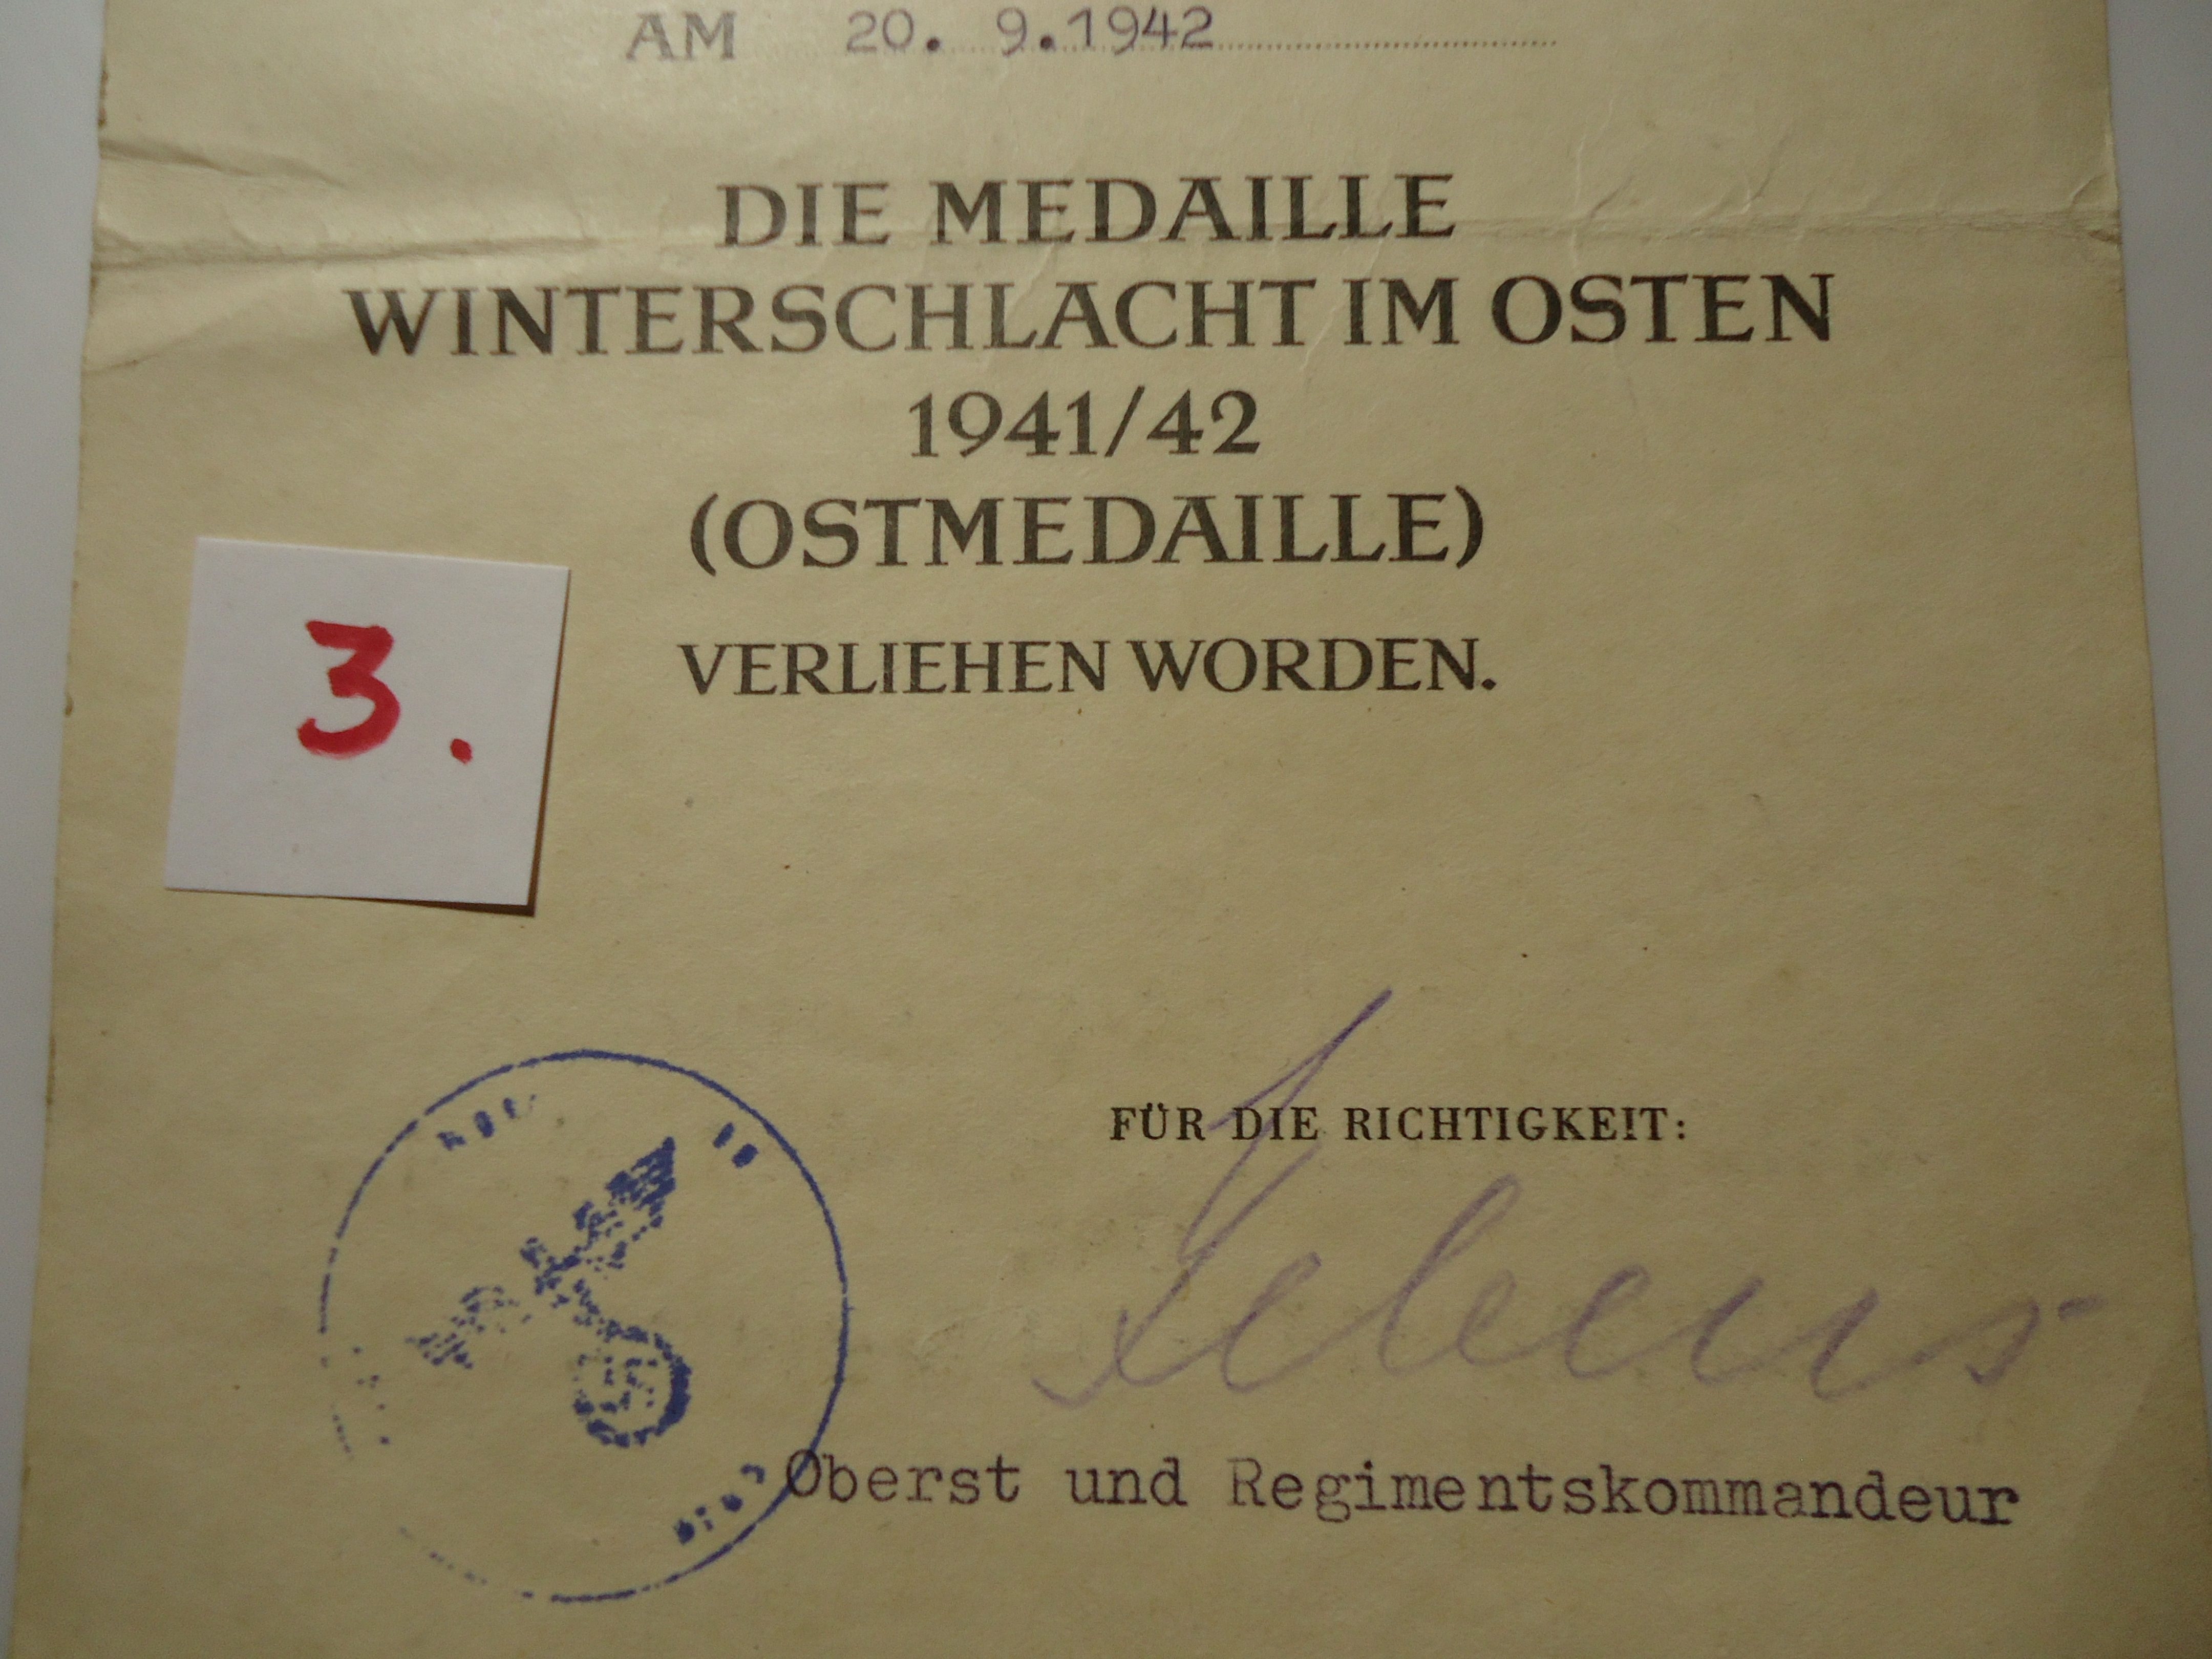 AM 20. 9.1942
DIE MEDAILLE
WINTERSCHLACHT IM OSTEN
1941/42
(OSTMEDAILLE)
VERLIEHEN WORDEN.
3.
FÜR DIE RICHTIGKEIT:
Oberst und Regimentskommandeur